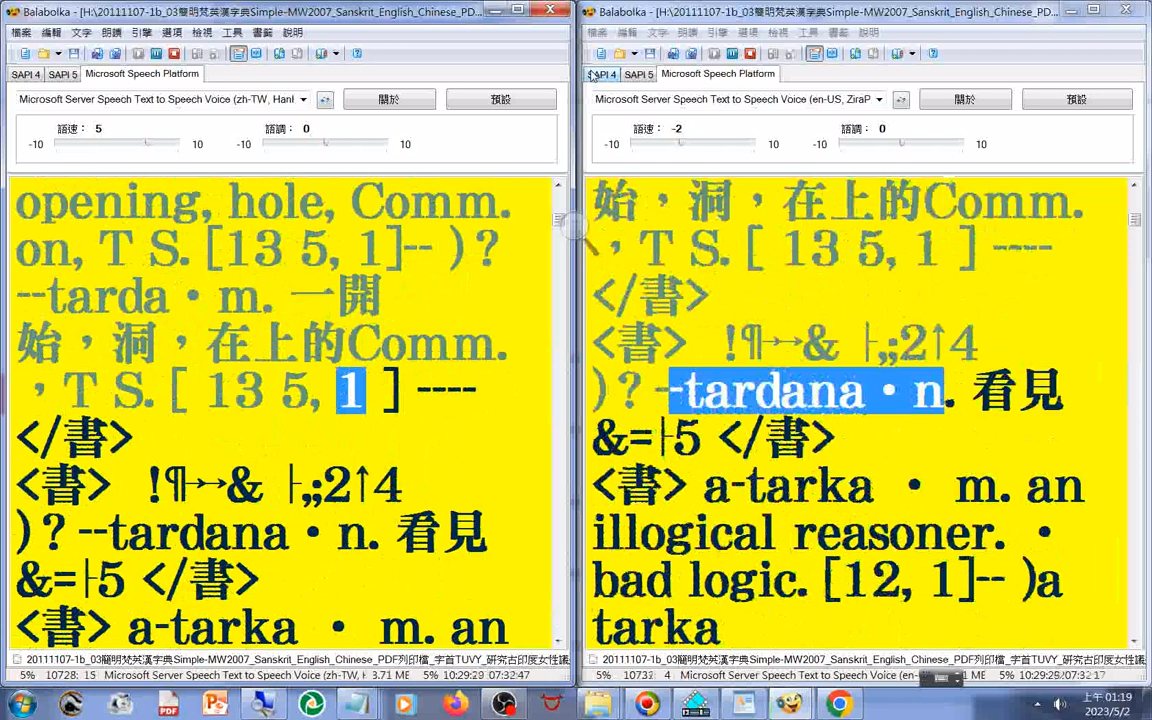 Balabolka - [H:\20111107-1b_03簡明梵英漢字典Simple-MW2007_Sanskrit_English_Chinese_PD...
檔案 編輯 文字 朗讀 引擎 選項 檢視 工具 書籤 說明
SAPI 4 SAPI 5 Microsoft Speech Platform
Microsoft Server Speech Text to Speech Voice (zh-TW, Hanl 關於 預設
語速： 5 語調： 0
-10 10 -10 10
opening, hole, Comm.
on, T S. [13 5, 1]-- )?
--tarda・m. 一開
始，洞，在上的Comm.
，T S. [ 13 5, 1 ] ----
</書>
<書> !¶↣& ├„;2↑4
)? --tardana・n. 看見
&=├5 </書>
<書> a-tarka ・ m. an
20111107-1b_03簡明梵英漢字典Simple-MW2007_Sanskrit_English_Chinese_PDF列印檔_字首TUVY_研究古印度女性議
5% 10728: 15 Microsoft Server Speech Text to Speech Voice (zh-TW, 3.71 ME 5% 10:29:29/07:32:47
Balabolka - [H:\20111107-1b_03簡明梵英漢字典Simple-MW2007_Sanskrit_English_Chinese_PD...
檔案 編輯 文字 朗讀 引擎 選項 檢視 工具 書籤 說明
SAPI 4 SAPI 5 Microsoft Speech Platform
Microsoft Server Speech Text to Speech Voice (en-US, ZiraP 關於 預設
語速： -2 語調： 0
-10 10 -10 10
始，洞，在上的Comm.
，T S. [ 13 5, 1 ] ----
</書>
<書> !¶↣& ├„;2↑4
)? --tardana・n. 看見
&=├5 </書>
<書> a-tarka ・ m. an
illogical reasoner. ・
bad logic. [12, 1]-- )a
tarka
20111107-1b_03簡明梵英漢字典Simple-MW2007_Sanskrit_English_Chinese_PDF列印檔_字首TUVY_研究古印度女性議
5% 10732: 4 Microsoft Server Speech Text to Speech Voice (en 5% 10:29:28/07:32:17
上午 01:19
2023/5/2